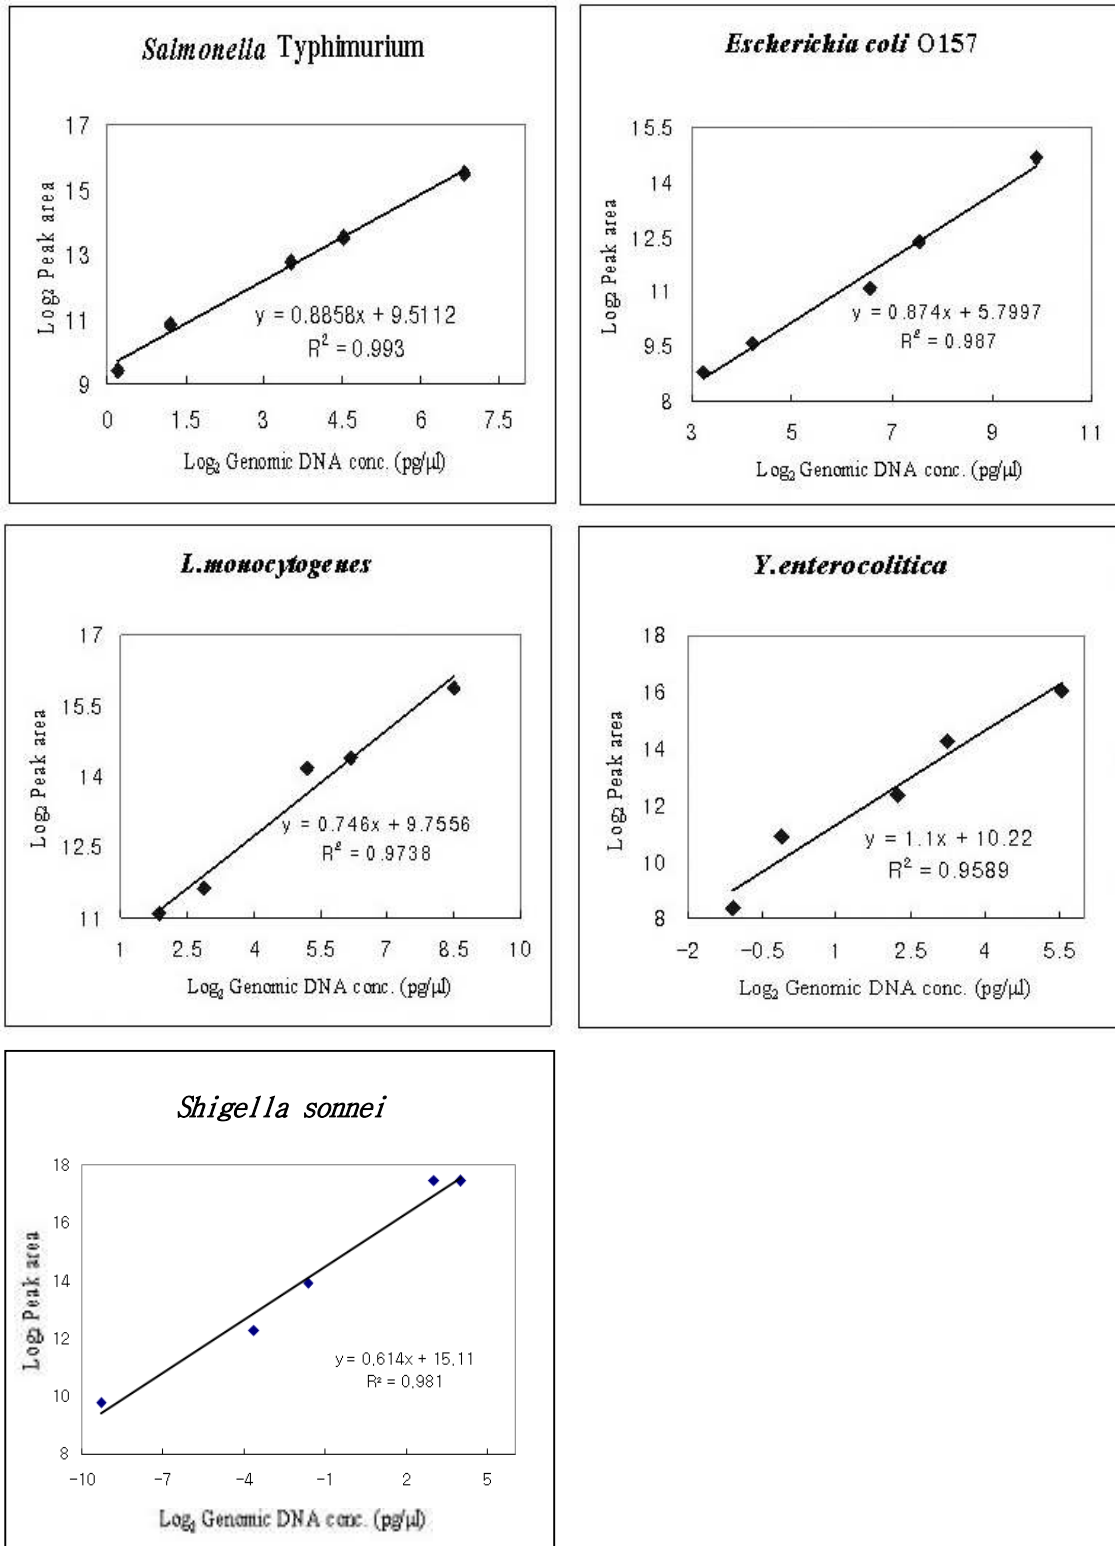 Salmonella Typhimurium
17
15
13
11
9
Log₂ Peak area
y = 0.8858x + 9.5112
R² = 0.993
0 1.5 3 4.5 6 7.5
Log₂ Genomic DNA conc. (pg/μl)
Escherichia coli O157
15.5
14
12.5
11
9.5
8
Log₂ Peak area
y = 0.874x + 5.7997
R² = 0.987
3 5 7 9 11
Log₂ Genomic DNA conc. (pg/μl)
L.monocytogenes
17
15.5
14
12.5
11
Log₂ Peak area
y = 0.746x + 9.7556
R² = 0.9738
1 2.5 4 5.5 7 8.5 10
Log₂ Genomic DNA conc. (pg/μl)
Y.enterocolitica
18
16
14
12
10
8
Log₂ Peak area
y = 1.1x + 10.22
R² = 0.9589
-2 -0.5 1 2.5 4 5.5
Log₂ Genomic DNA conc. (pg/μl)
Shigella sonnei
18
16
14
12
10
8
Log₂ Peak area
y = 0.614x + 15.11
R² = 0.981
-10 -7 -4 -1 2 5
Log₂ Genomic DNA conc. (pg/μl)